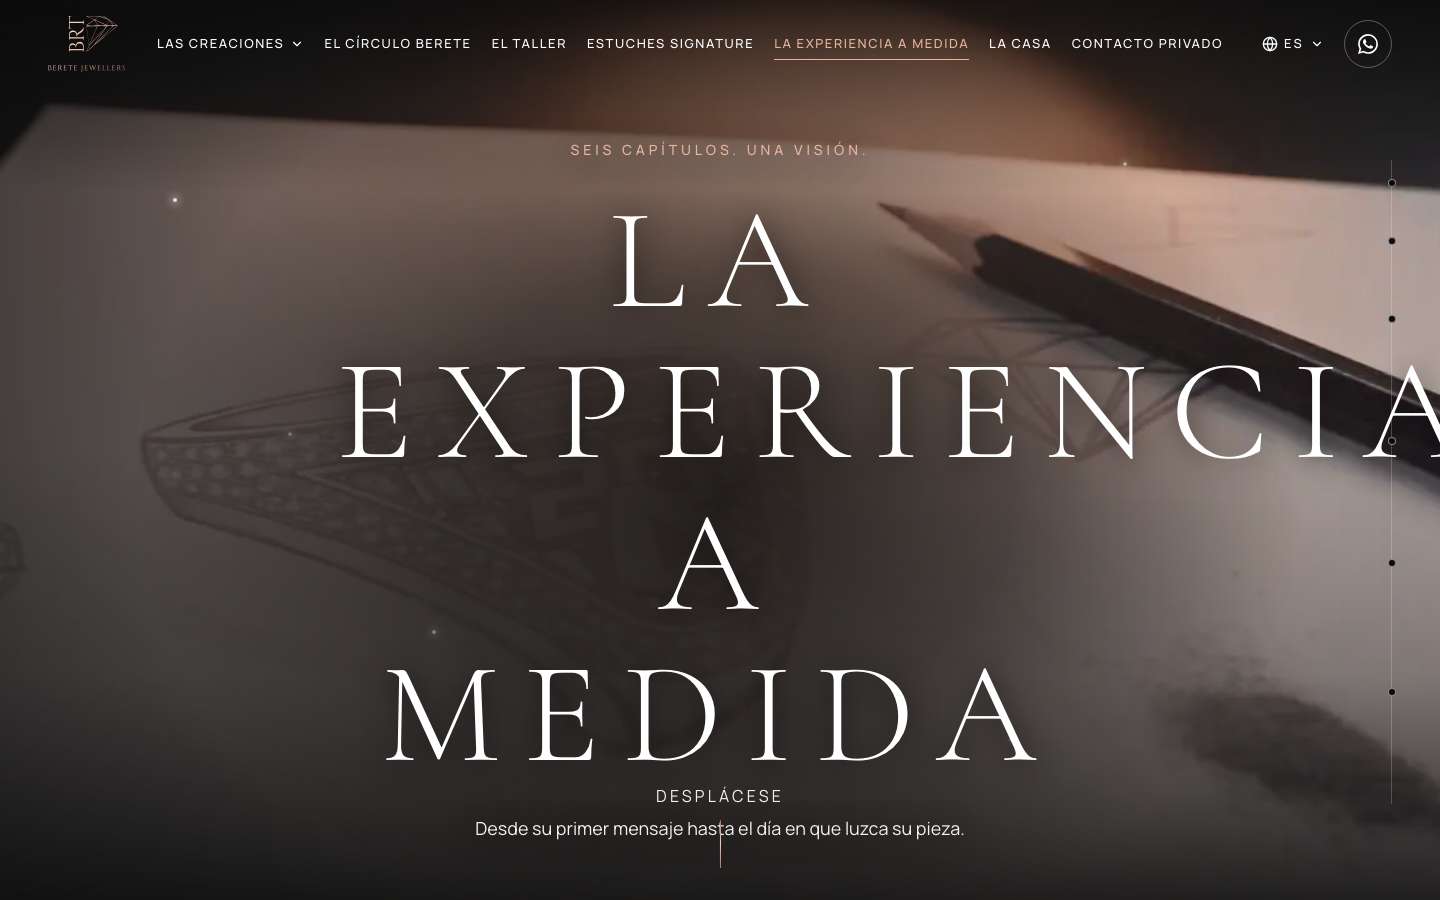 BRT
BERETE JEWELLERS
LAS CREACIONES
EL CÍRCULO BERETE
EL TALLER
ESTUCHES SIGNATURE
LA EXPERIENCIA A MEDIDA
LA CASA
CONTACTO PRIVADO
ES
SEIS CAPÍTULOS. UNA VISIÓN.
LA
EXPERIENCIA
A
MEDIDA
DESPLÁCESE
Desde su primer mensaje hasta el día en que luzca su pieza.